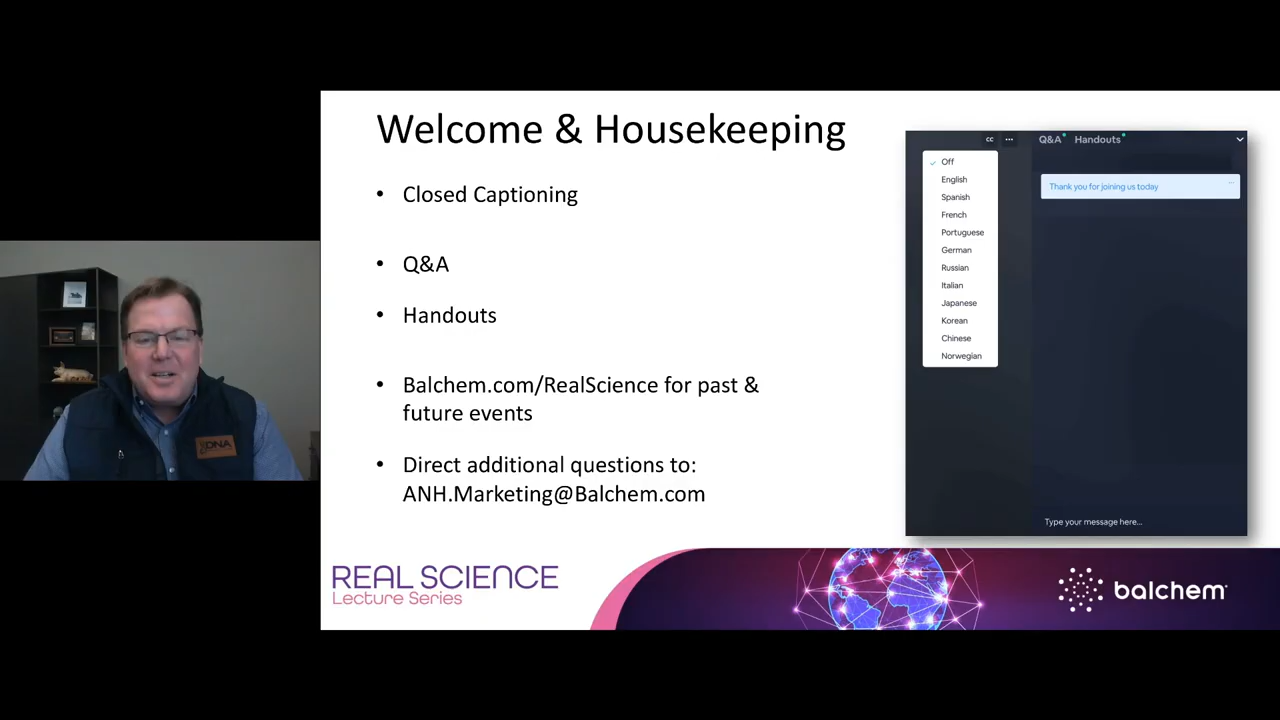 Welcome & Housekeeping
• Closed Captioning
• Q&A
• Handouts
• Balchem.com/RealScience for past &
future events
• Direct additional questions to:
ANH.Marketing@Balchem.com
CC ...
Off
English
Spanish
French
Portuguese
German
Russian
Italian
Japanese
Korean
Chinese
Norwegian
Q&A Handouts
Thank you for joining us today
Type your message here...
DNA
REAL SCIENCE
Lecture Series
balchem